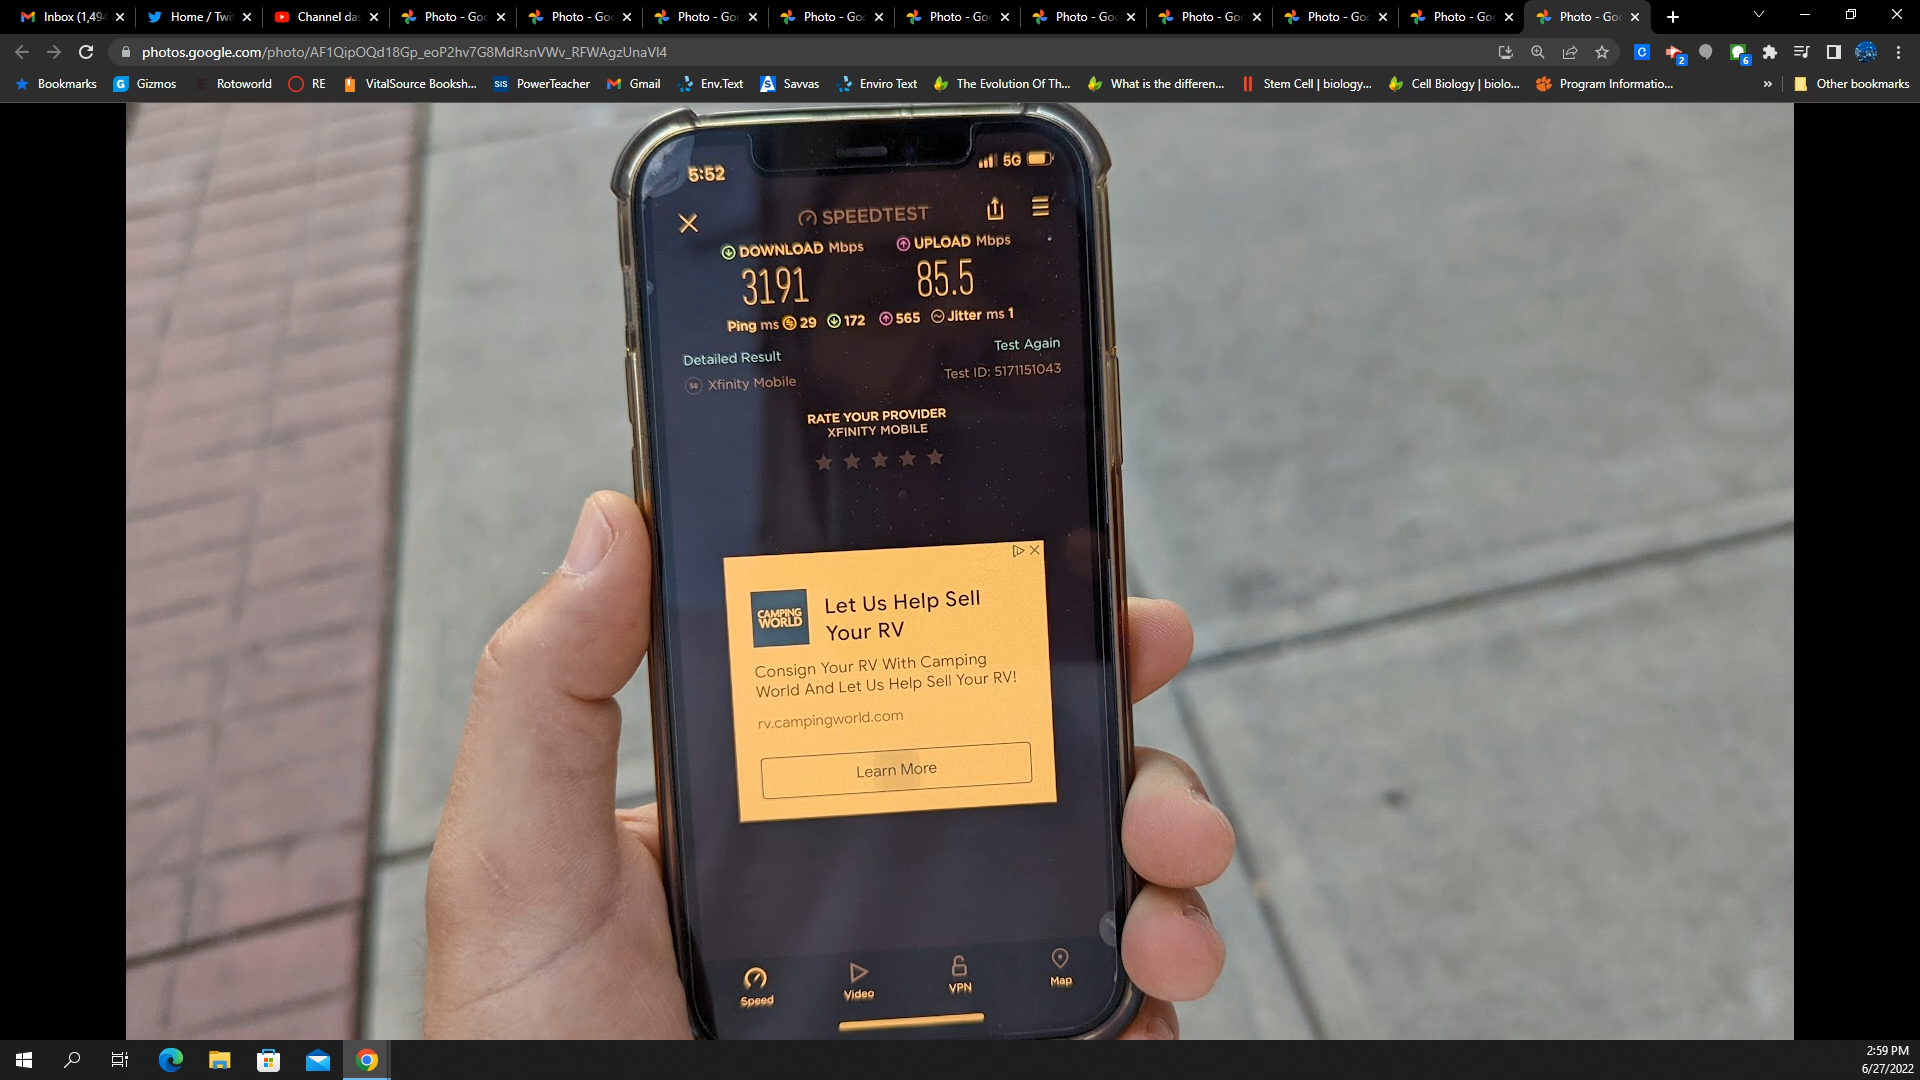 Inbox (1,494
Home / Twi
Channel da
Photo - Goo
Photo - Goo
Photo - Goo
Photo - Goo
Photo - Goo
Photo - Goo
Photo - Goo
Photo - Goo
Photo - Goo
Photo - Goo
photos.google.com/photo/AF1QipOQd18Gp_eoP2hv7G8MdRsnVWv_RFWAgzUnaVI4
2
6
Bookmarks
Gizmos
Rotoworld
RE
VitalSource Booksh...
SIS PowerTeacher
Gmail
Env.Text
Savvas
Enviro Text
The Evolution Of Th...
What is the differen...
Stem Cell | biology...
Cell Biology | biolo...
Program Informatio...
»
Other bookmarks
5:52
5G
SPEEDTEST
DOWNLOAD Mbps
UPLOAD Mbps
3191
85.5
Ping ms 29 172 565 Jitter ms 1
Detailed Result
Test Again
5G Xfinity Mobile
Test ID: 5171151043
RATE YOUR PROVIDER
XFINITY MOBILE
CAMPING
WORLD
Let Us Help Sell
Your RV
Consign Your RV With Camping
World And Let Us Help Sell Your RV!
rv.campingworld.com
Learn More
Speed
Video
VPN
Map
2:59 PM
6/27/2022